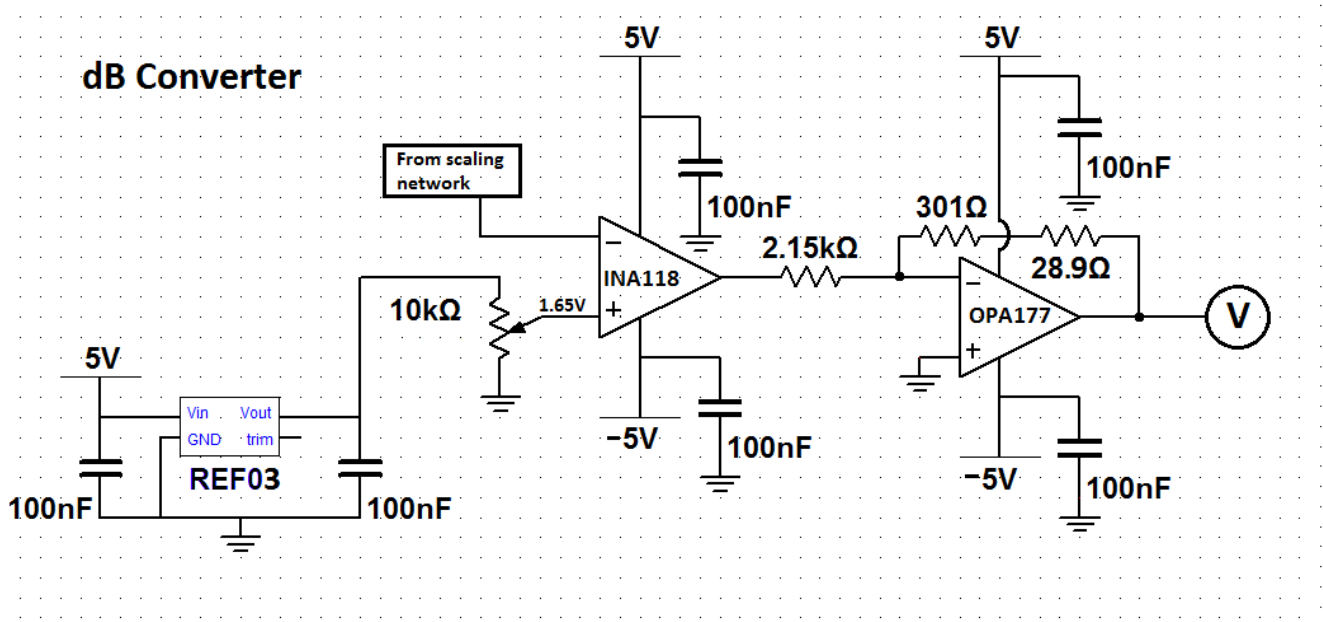 dB Converter
5V
5V
From scaling
network
100nF
100nF
301Ω
2.15kΩ
28.9Ω
−
INA118
+
1.65V
10kΩ
−
OPA177
+
V
5V
Vin Vout
GND trim
REF03
100nF
100nF
−5V
100nF
−5V
100nF